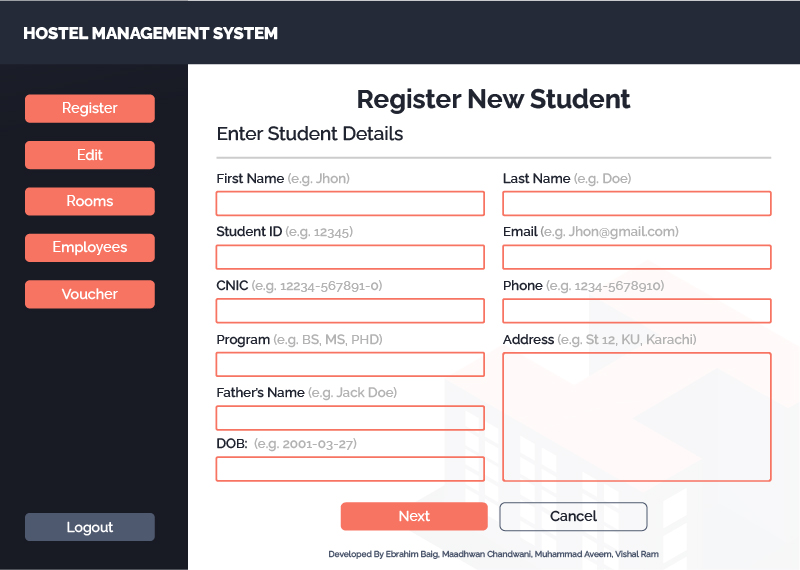 HOSTEL MANAGEMENT SYSTEM
Register
Edit
Rooms
Employees
Voucher
Logout
Register New Student
Enter Student Details
First Name (e.g. Jhon)
Last Name (e.g. Doe)
Student ID (e.g. 12345)
Email (e.g. Jhon@gmail.com)
CNIC (e.g. 12234-567891-0)
Phone (e.g. 1234-5678910)
Program (e.g. BS, MS, PHD)
Address (e.g. St 12, KU, Karachi)
Father's Name (e.g. Jack Doe)
DOB: (e.g. 2001-03-27)
Next
Cancel
Developed By Ebrahim Baig, Maadhwan Chandwani, Muhammad Aveem, Vishal Ram